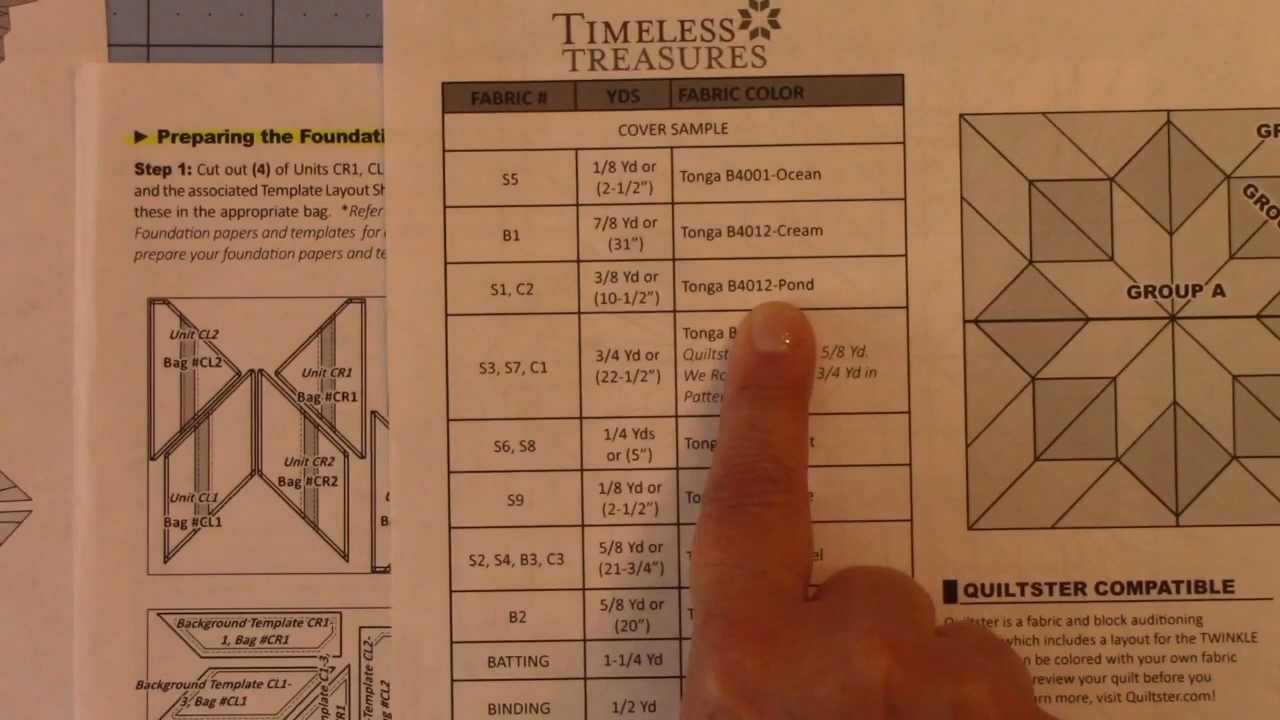 TIMELESS
TREASURES
FABRIC # YDS FABRIC COLOR
COVER SAMPLE
S5 1/8 Yd or (2-1/2") Tonga B4001-Ocean
B1 7/8 Yd or (31") Tonga B4012-Cream
S1, C2 3/8 Yd or (10-1/2") Tonga B4012-Pond
S3, S7, C1 3/4 Yd or (22-1/2") Tonga
5/8 Yd.
We 3/4 Yd in
S6, S8 1/4 Yds or (5")
S9 1/8 Yd or (2-1/2")
S2, S4, B3, C3 5/8 Yd or (21-3/4")
B2 5/8 Yd or (20")
BATTING 1-1/4 Yd
BINDING 1/2 Yd
► Preparing the
Step 1: Cut out (4) of Units CR1,
and the associated Template Layout
these in the appropriate bag. *Refer
Foundation papers and templates for
prepare your foundation papers and
Unit CL2
Bag #CL2
Unit CR1
Bag #CR1
Unit CR2
Bag #CR2
Unit CL1
Bag #CL1
Background Template CR1-
1, Bag #CR1
Background Template CL1-
3, Bag #CL1
GROUP A
QUILTSTER COMPATIBLE
Quiltster is a fabric and block auditioning
which includes a layout for the TWINKLE
be colored with your own fabric
review your quilt before you
more, visit Quiltster.com!